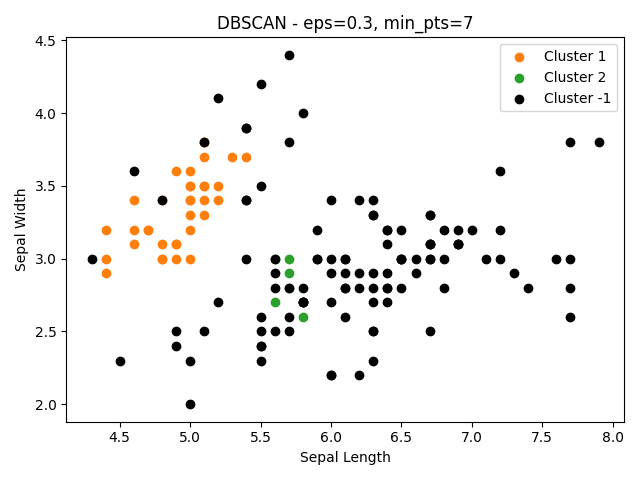 DBSCAN - eps=0.3, min_pts=7
4.5
4.0
3.5
3.0
2.5
2.0
Sepal Width
Cluster 1
Cluster 2
Cluster -1
4.5 5.0 5.5 6.0 6.5 7.0 7.5 8.0
Sepal Length